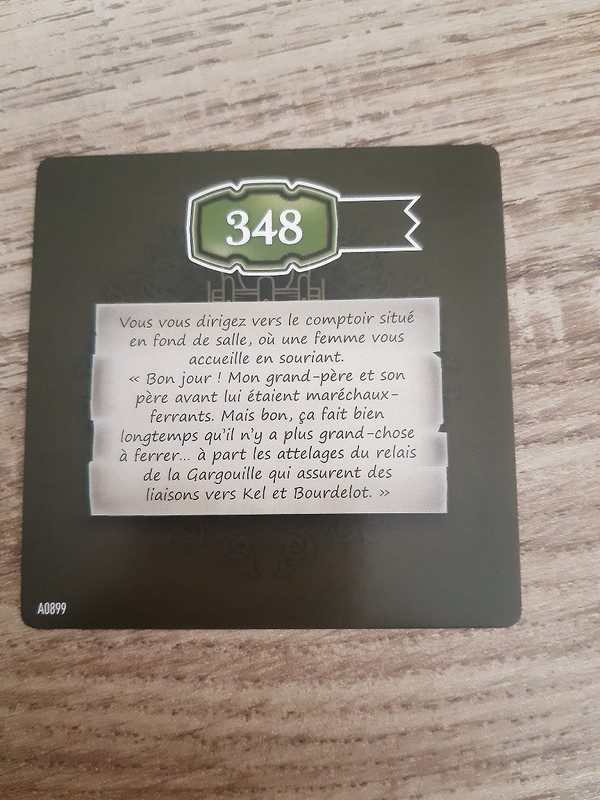 348
Vous vous dirigez vers le comptoir situé
en fond de salle, où une femme vous
accueille en souriant.
« Bon jour ! Mon grand-père et son
père avant lui étaient maréchaux-
ferrants. Mais bon, ça fait bien
longtemps qu'il n'y a plus grand-chose
à ferrer... à part les attelages du relais
de la Gargouille qui assurent des
liaisons vers Kel et Bourdelot. »
A0899